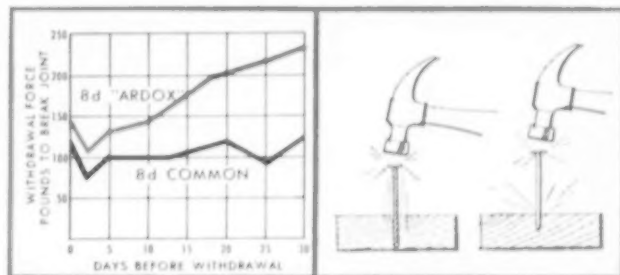 WITHDRAWAL FORCE
POUNDS TO BREAK JOINT
250
200
150
100
50
8d "ARDOX"
8d COMMON
0 5 10 15 20 25 30
DAYS BEFORE WITHDRAWAL